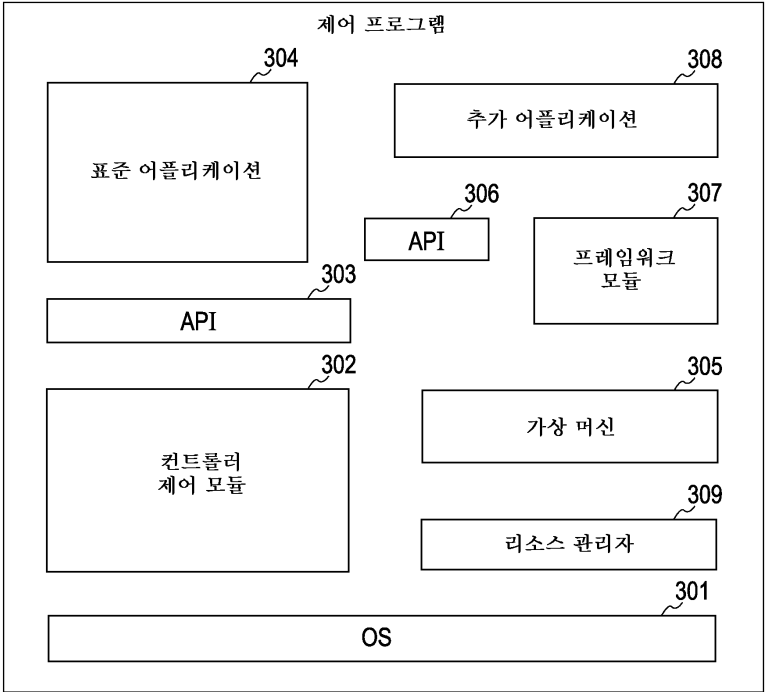 제어 프로그램
304
표준 어플리케이션
308
추가 어플리케이션
306
API
307
프레임워크
모듈
303
API
302
컨트롤러
제어 모듈
305
가상 머신
309
리소스 관리자
301
OS